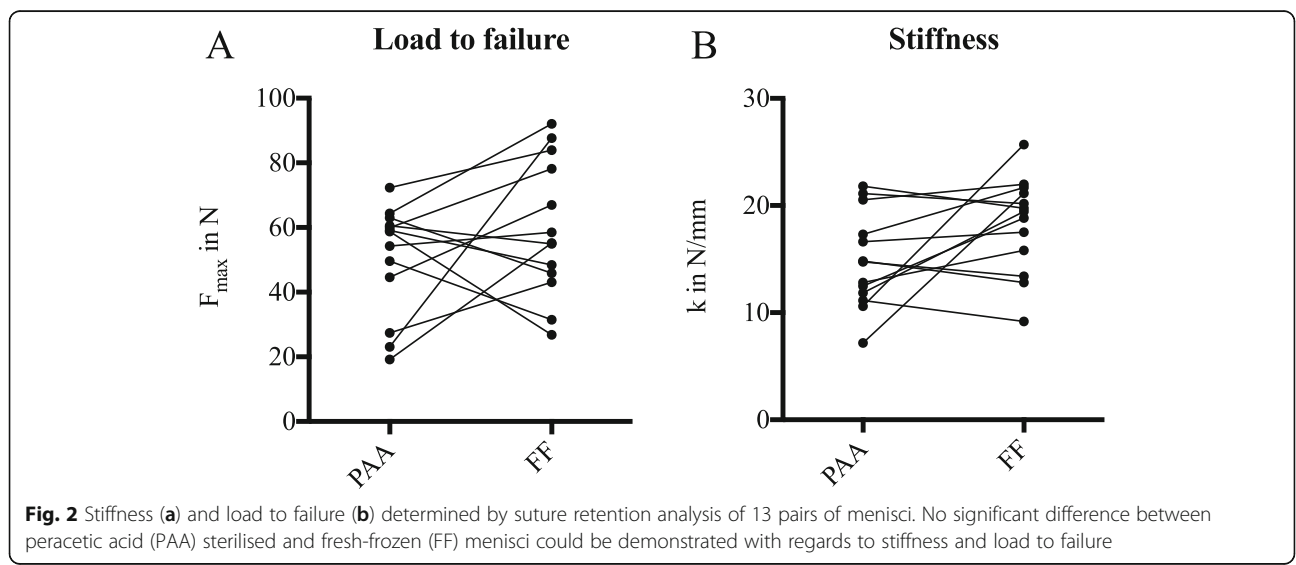 A
Load to failure
100
80
60
40
20
0
Fmax in N
PAA
FF
B
Stiffness
30
20
10
0
k in N/mm
PAA
FF
Fig. 2 Stiffness (a) and load to failure (b) determined by suture retention analysis of 13 pairs of menisci. No significant difference between
peracetic acid (PAA) sterilised and fresh-frozen (FF) menisci could be demonstrated with regards to stiffness and load to failure